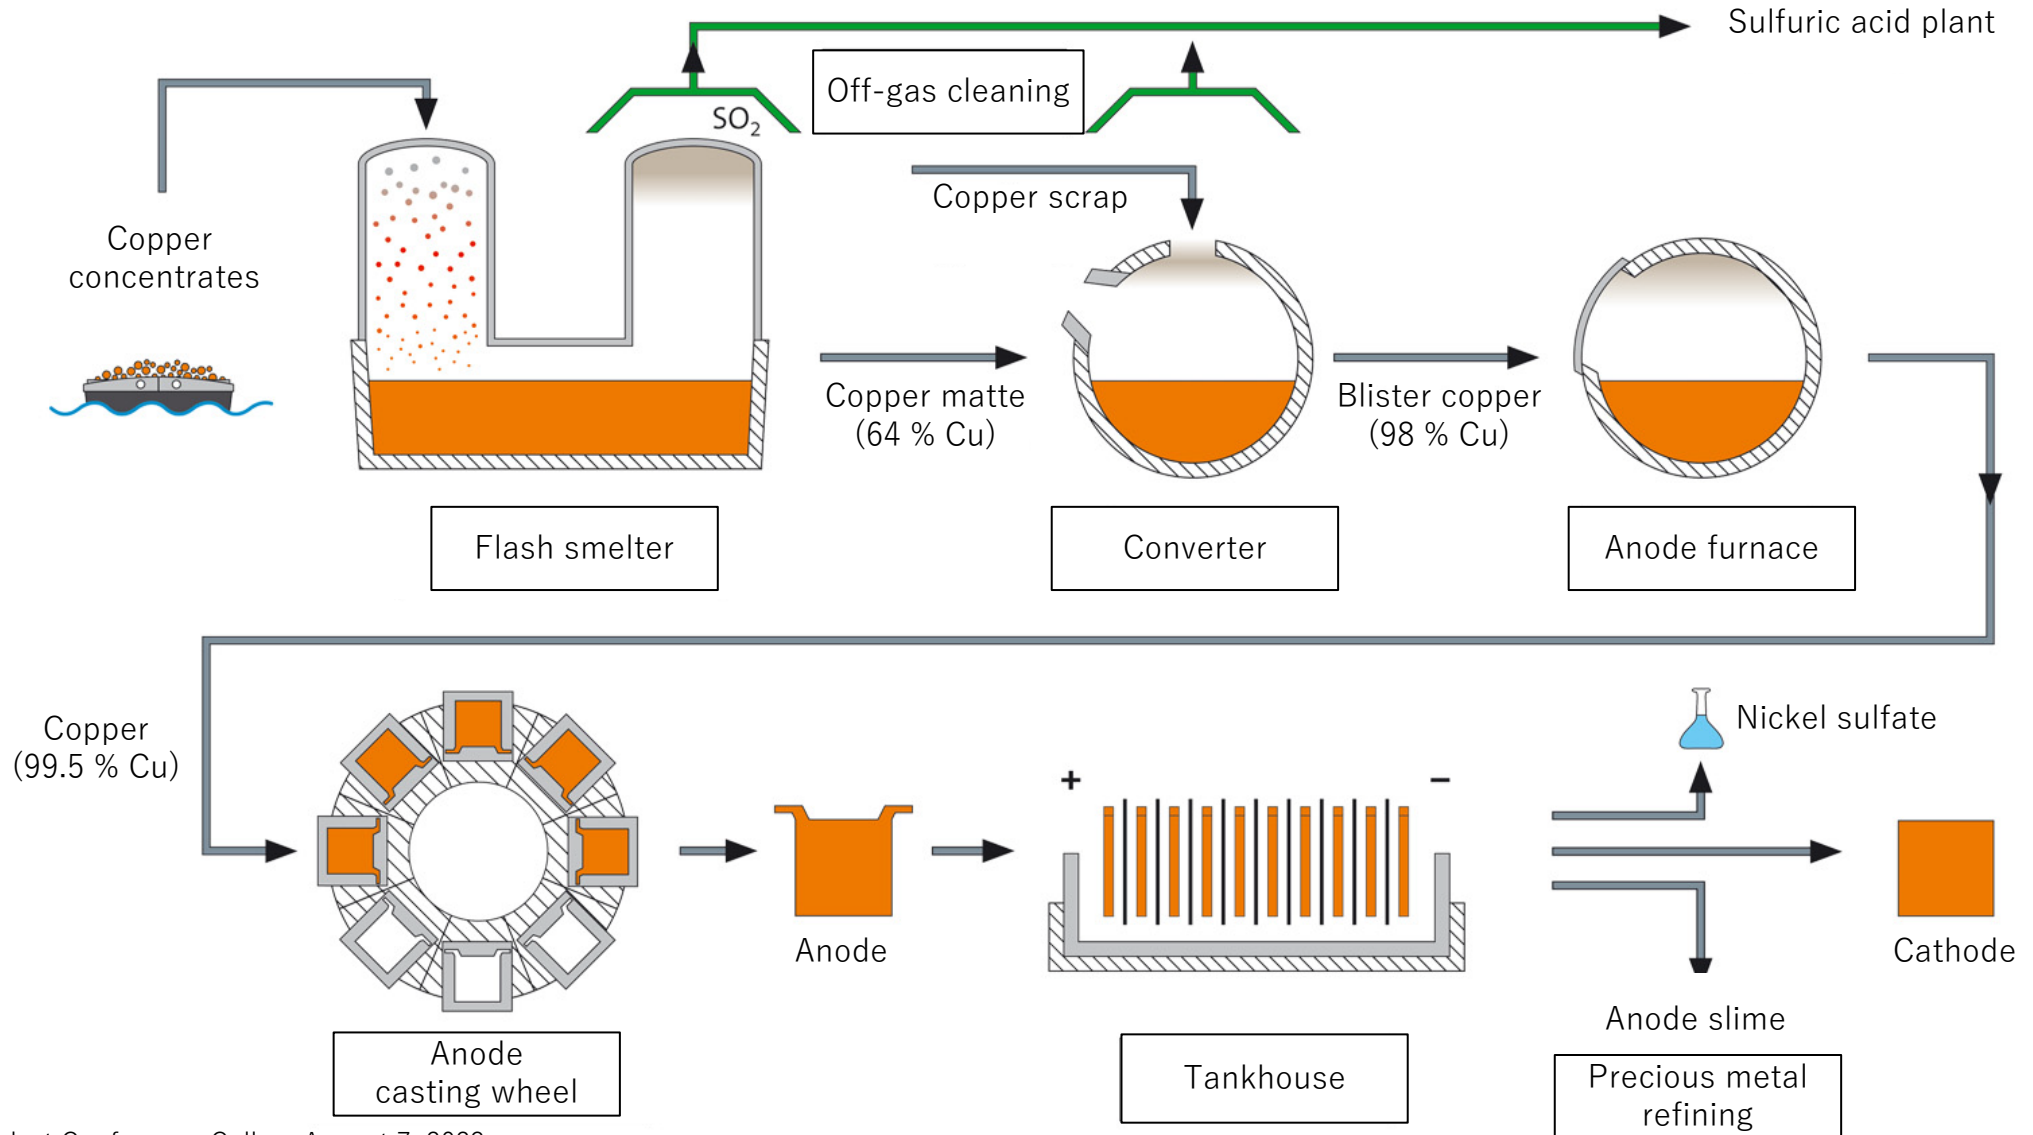 Sulfuric acid plant
Off-gas cleaning
SO₂
Copper scrap
Copper
concentrates
Copper matte
(64 % Cu)
Blister copper
(98 % Cu)
Flash smelter
Converter
Anode furnace
Copper
(99.5 % Cu)
Nickel sulfate
+
−
Anode
Cathode
Anode slime
Anode
casting wheel
Tankhouse
Precious metal
refining